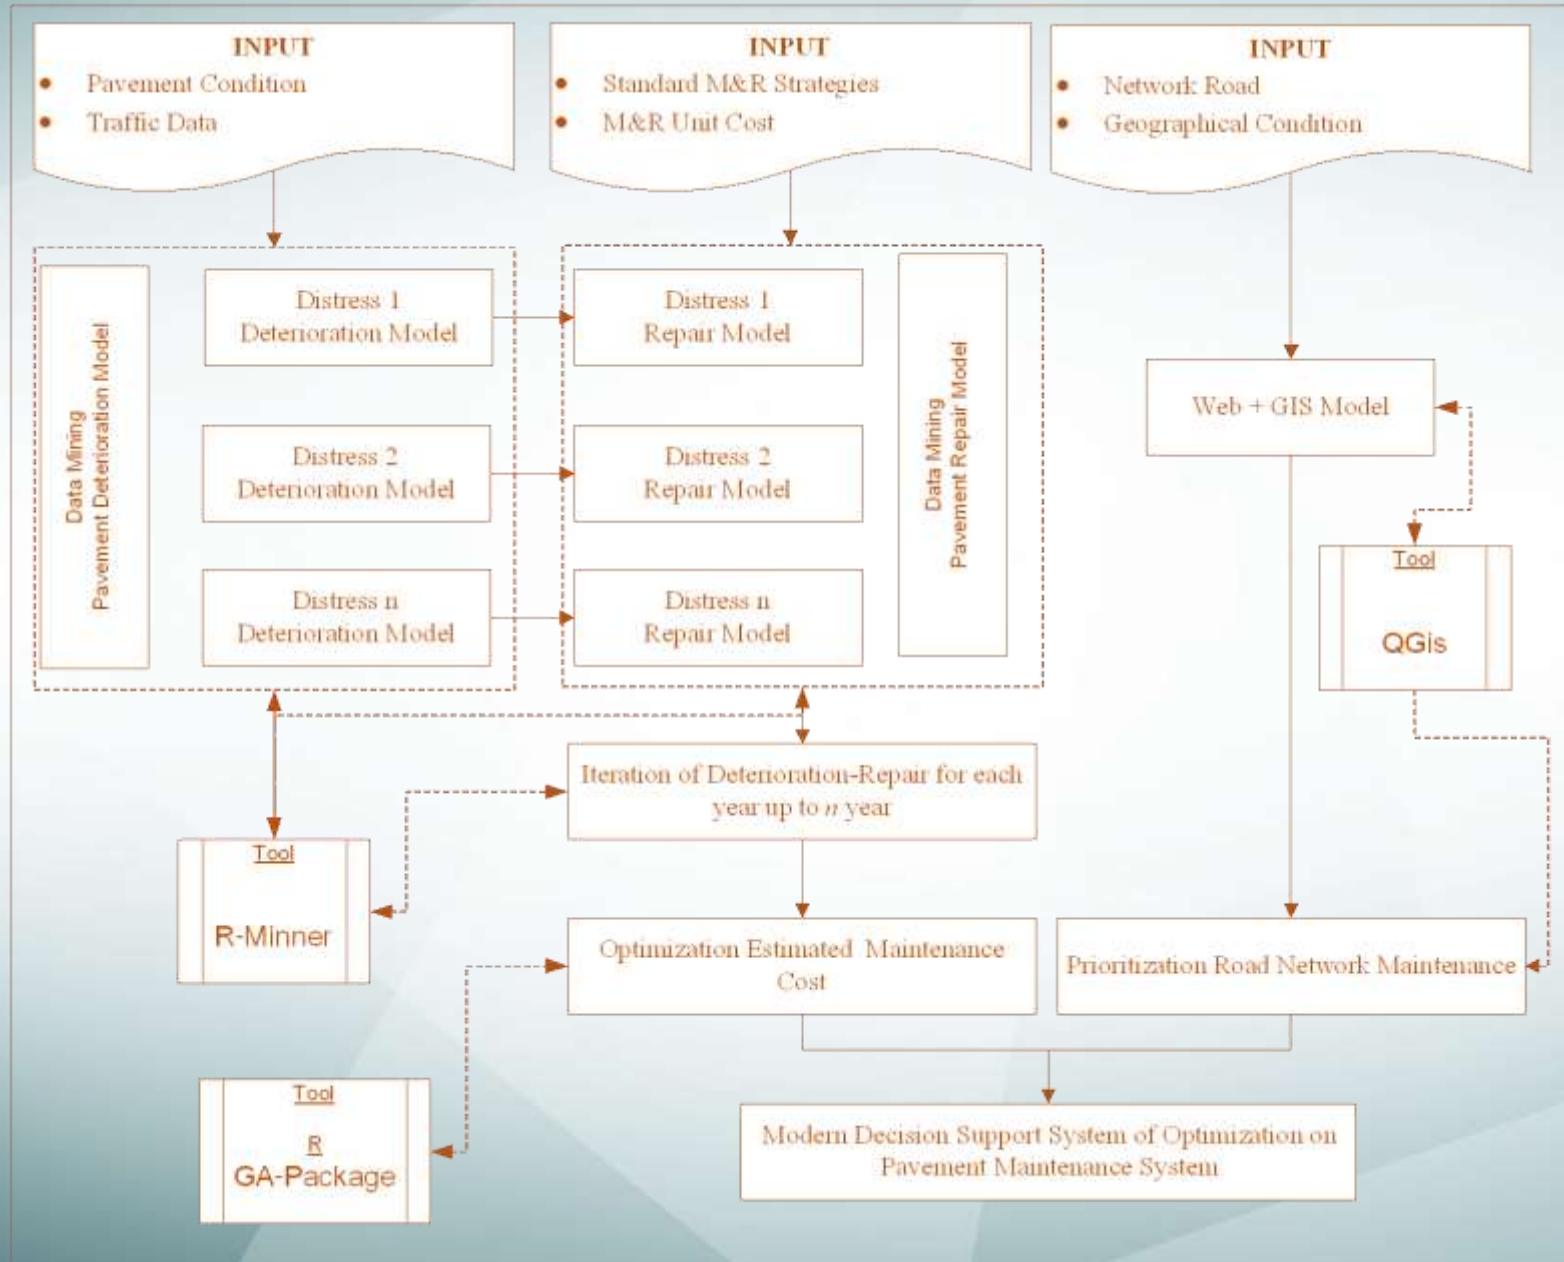 INPUT
• Pavement Condition
• Traffic Data
INPUT
• Standard M&R Strategies
• M&R Unit Cost
INPUT
• Network Road
• Geographical Condition
Data Mining
Pavement Deterioration Model
Distress 1
Deterioration Model
Distress 2
Deterioration Model
Distress n
Deterioration Model
Distress 1
Repair Model
Distress 2
Repair Model
Distress n
Repair Model
Data Mining
Pavement Repair Model
Web + GIS Model
Tool
QGis
Iteration of Deterioration-Repair for each
year up to n year
Tool
R-Minner
Optimization Estimated Maintenance
Cost
Prioritization Road Network Maintenance
Tool
R
GA-Package
Modern Decision Support System of Optimization on
Pavement Maintenance System